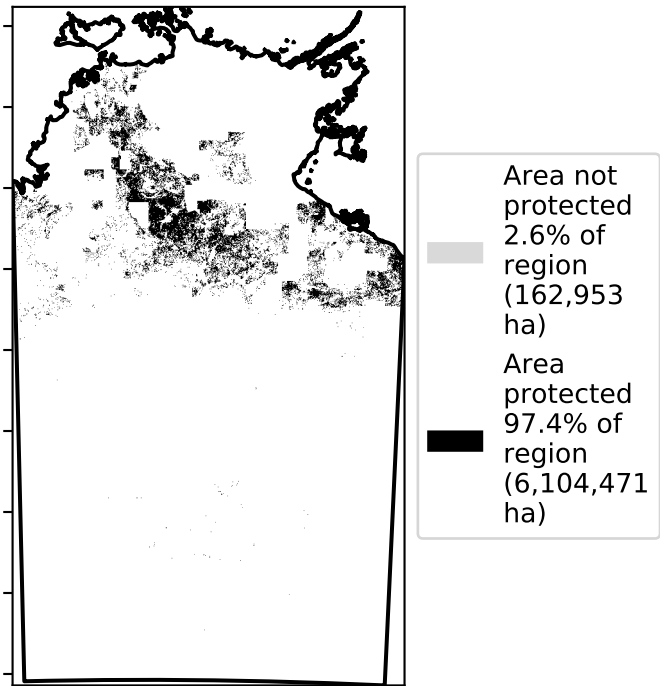 Area not
protected
2.6% of
region
(162,953
ha)
Area
protected
97.4% of
region
(6,104,471
ha)